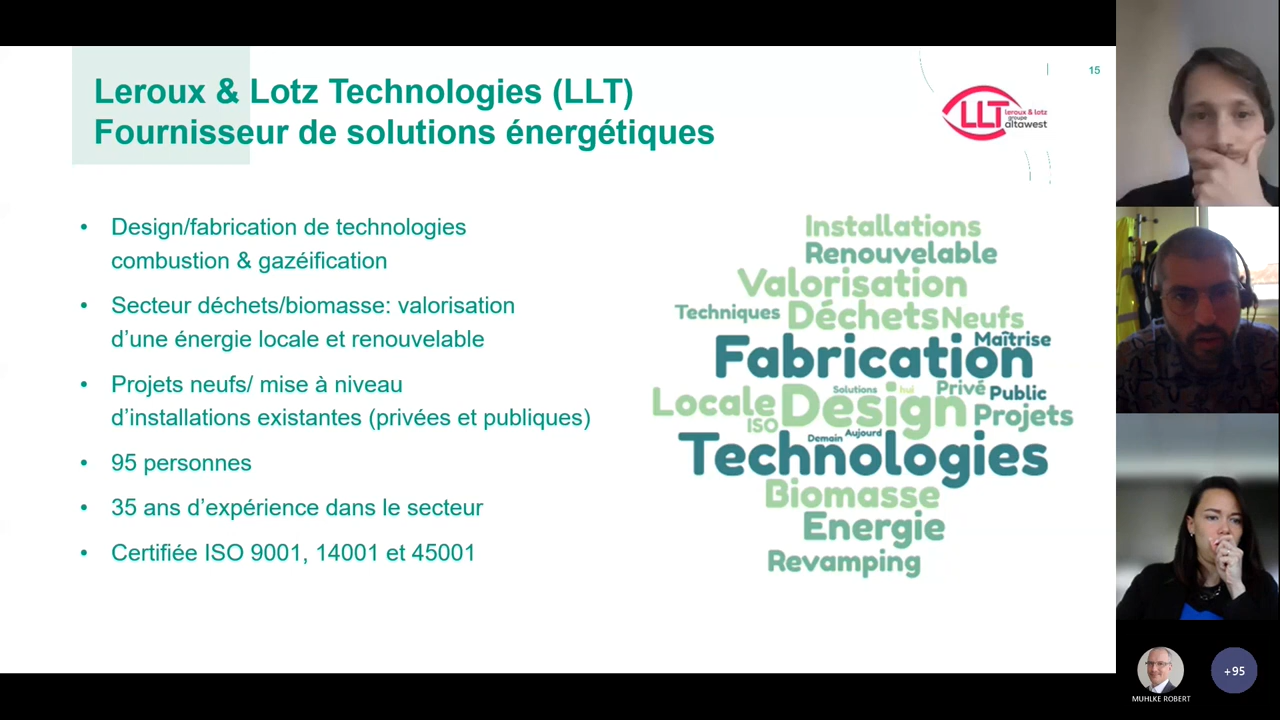 Leroux & Lotz Technologies (LLT)
Fournisseur de solutions énergétiques
15
LLT leroux & lotz
groupe
altawest
• Design/fabrication de technologies
combustion & gazéification
• Secteur déchets/biomasse: valorisation
d’une énergie locale et renouvelable
• Projets neufs/ mise à niveau
d’installations existantes (privées et publiques)
• 95 personnes
• 35 ans d’expérience dans le secteur
• Certifiée ISO 9001, 14001 et 45001
Installations
Renouvelable
Valorisation
Techniques Déchets Neufs
Maîtrise
Fabrication
Solutions hui Privé Public
Locale Design Projets
ISO
Demain Aujourd
Technologies
Biomasse
Energie
Revamping
MUHLKE ROBERT
+95